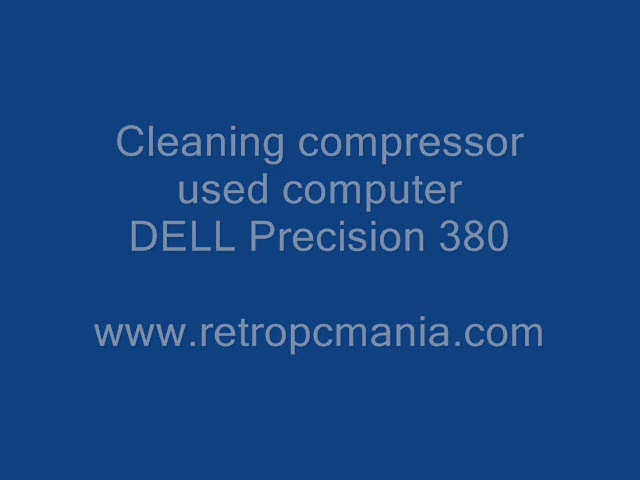 Cleaning compressor
used computer
DELL Precision 380
www.retropcmania.com